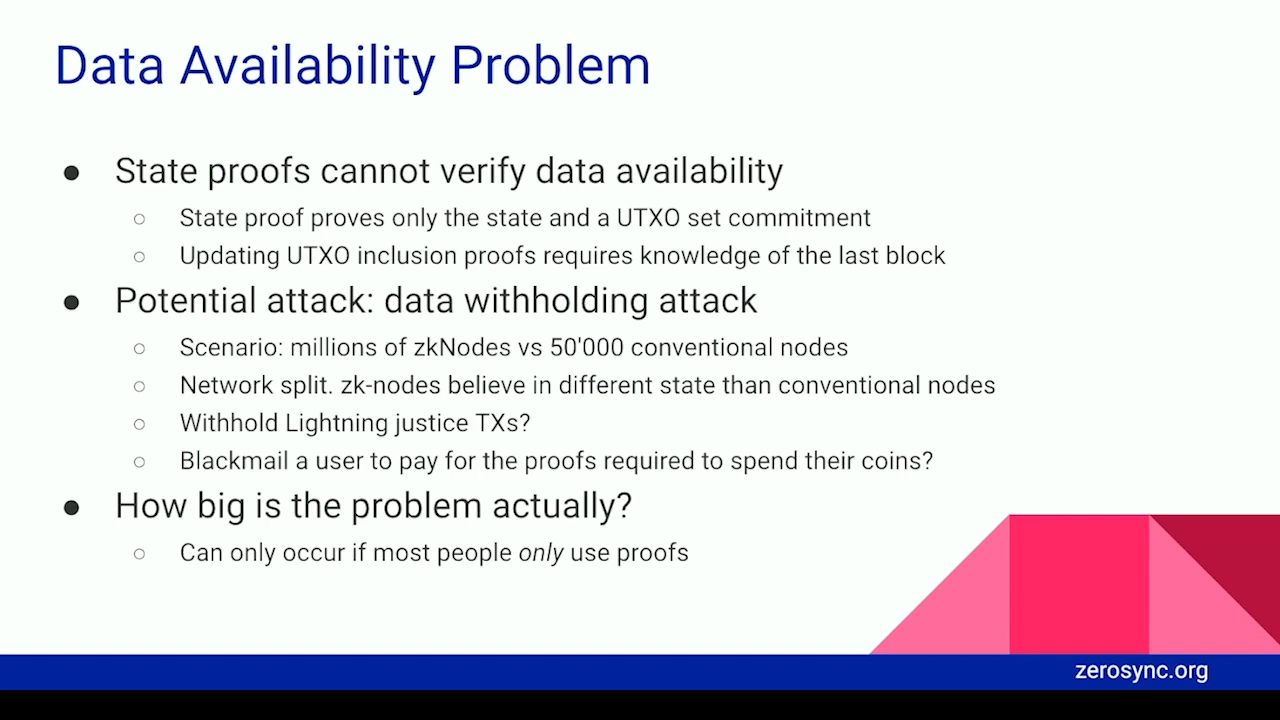 Data Availability Problem
● State proofs cannot verify data availability
○ State proof proves only the state and a UTXO set commitment
○ Updating UTXO inclusion proofs requires knowledge of the last block
● Potential attack: data withholding attack
○ Scenario: millions of zkNodes vs 50'000 conventional nodes
○ Network split. zk-nodes believe in different state than conventional nodes
○ Withhold Lightning justice TXs?
○ Blackmail a user to pay for the proofs required to spend their coins?
● How big is the problem actually?
○ Can only occur if most people only use proofs
zerosync.org